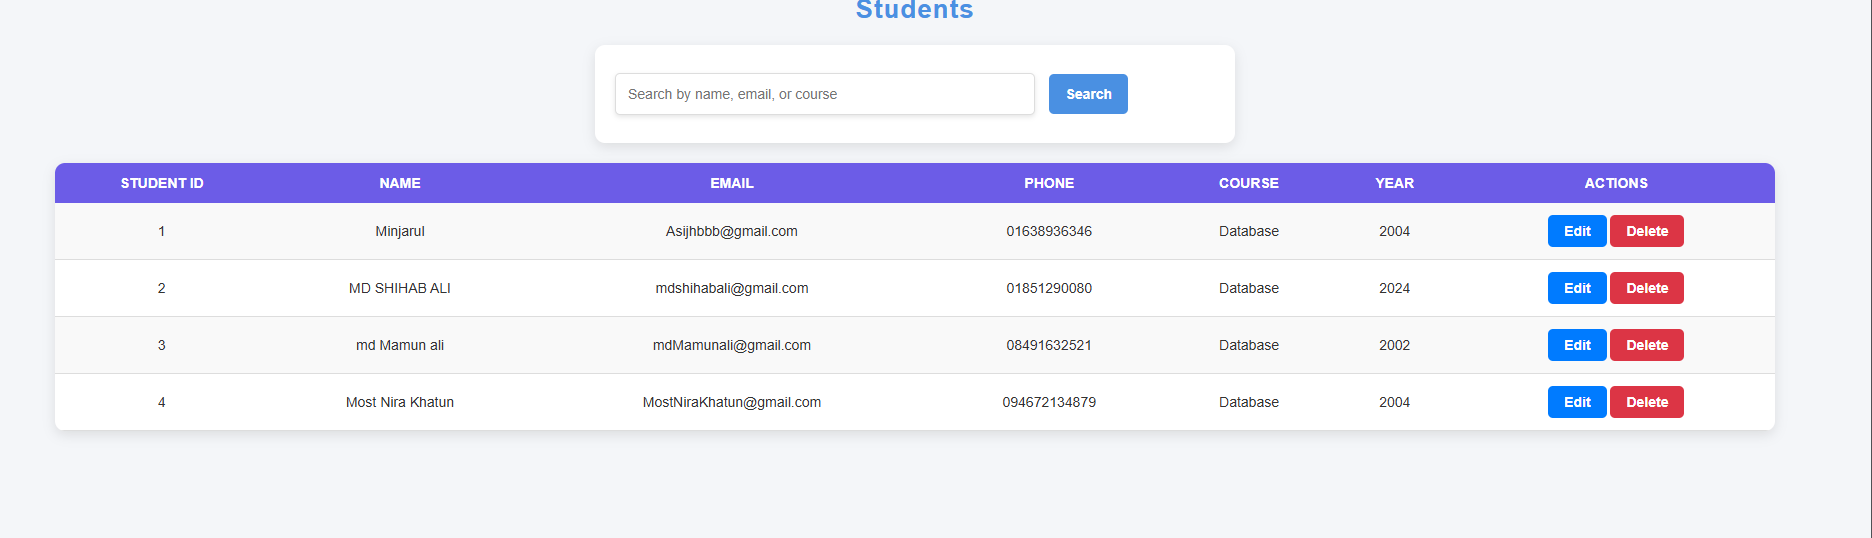 Students
Search by name, email, or course Search
STUDENT ID NAME EMAIL PHONE COURSE YEAR ACTIONS
1 Minjarul Asijhbbb@gmail.com 01638936346 Database 2004 Edit Delete
2 MD SHIHAB ALI mdshihabali@gmail.com 01851290080 Database 2024 Edit Delete
3 md Mamun ali mdMamunali@gmail.com 08491632521 Database 2002 Edit Delete
4 Most Nira Khatun MostNiraKhatun@gmail.com 094672134879 Database 2004 Edit Delete